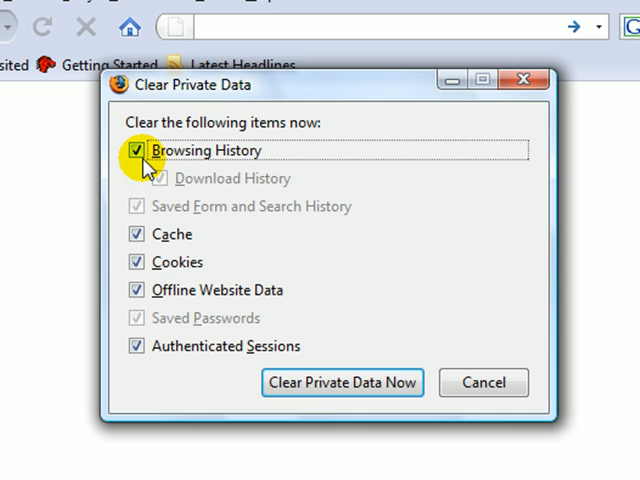 sited Getting Started Latest Headlines
Clear Private Data
Clear the following items now:
Browsing History
Download History
Saved Form and Search History
Cache
Cookies
Offline Website Data
Saved Passwords
Authenticated Sessions
Clear Private Data Now Cancel